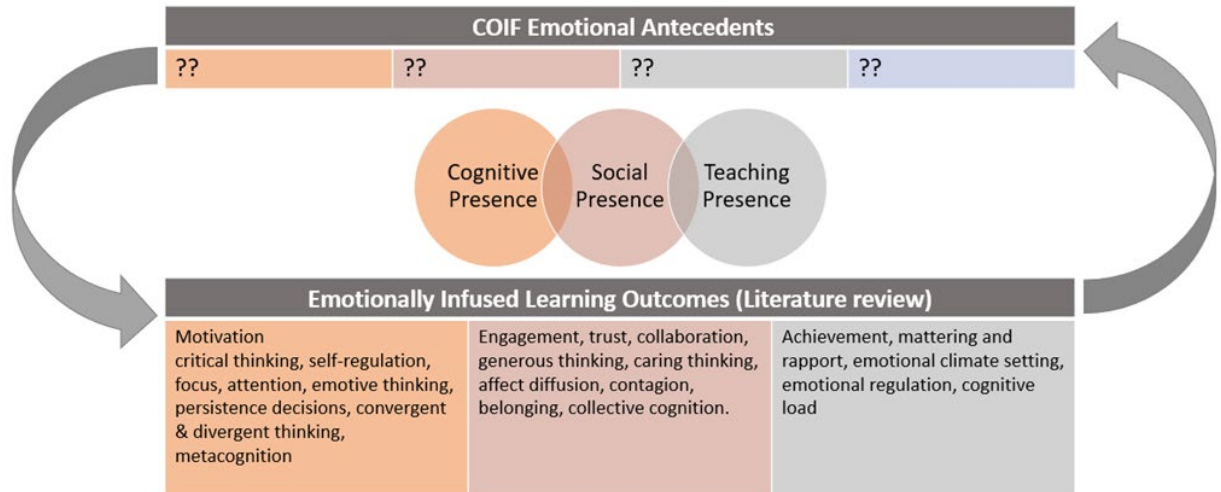 COIF Emotional Antecedents
?? ?? ?? ??
Cognitive
Presence
Social
Presence
Teaching
Presence
Emotionally Infused Learning Outcomes (Literature review)
Motivation
critical thinking, self-regulation,
focus, attention, emotive thinking,
persistence decisions, convergent
& divergent thinking,
metacognition
Engagement, trust, collaboration,
generous thinking, caring thinking,
affect diffusion, contagion,
belonging, collective cognition.
Achievement, mattering and
rapport, emotional climate setting,
emotional regulation, cognitive
load